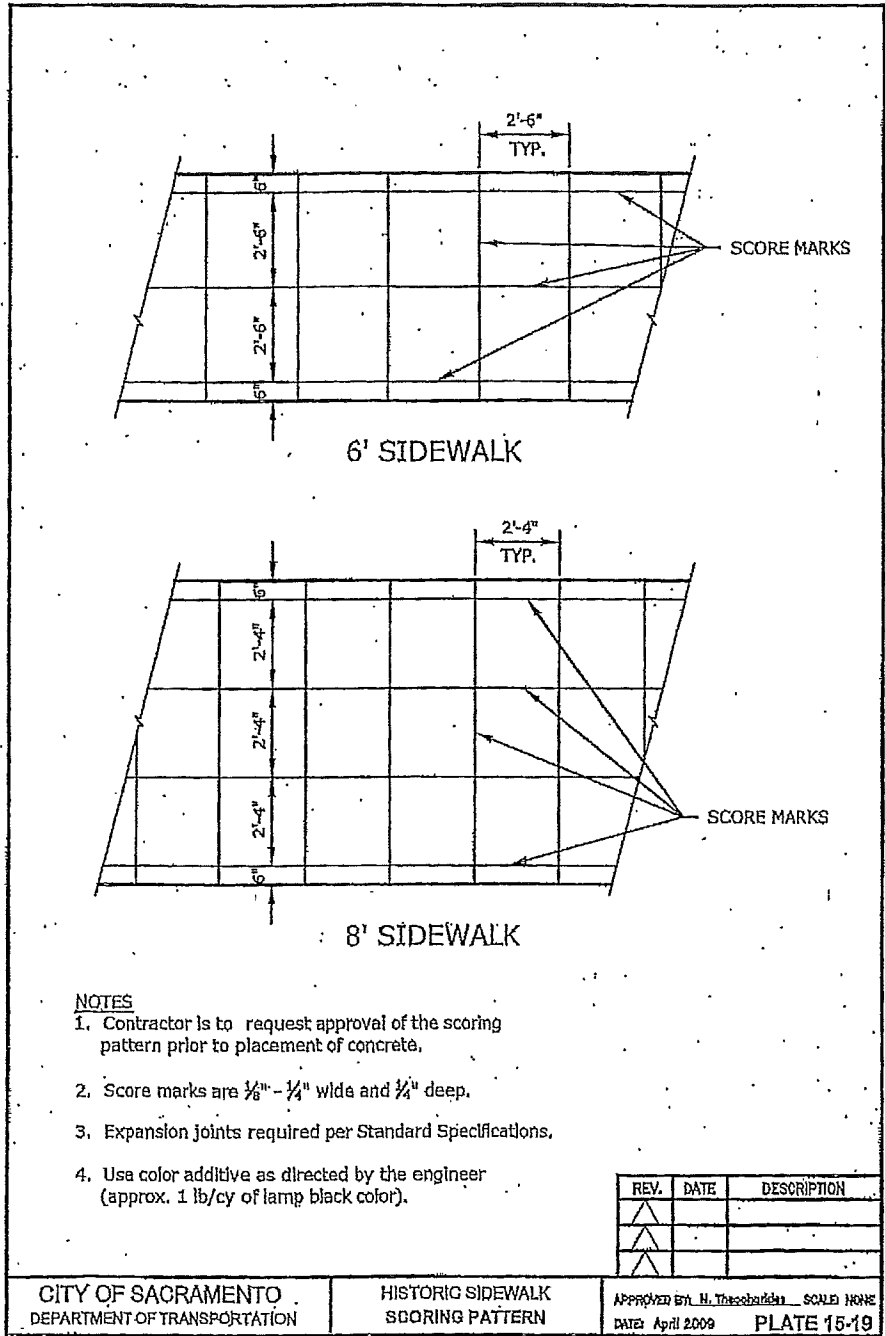 2'-6"
TYP.
6"
2'-6"
2'-6"
6"
SCORE MARKS
6' SIDEWALK
2'-4"
TYP.
6"
2'-4"
2'-4"
2'-4"
6"
SCORE MARKS
8' SIDEWALK
NOTES
1. Contractor is to request approval of the scoring
pattern prior to placement of concrete.
2. Score marks are ⅛" - ¼" wide and ¼" deep.
3. Expansion joints required per Standard Specifications.
4. Use color additive as directed by the engineer
(approx. 1 lb/cy of lamp black color).
REV. DATE DESCRIPTION
CITY OF SACRAMENTO
DEPARTMENT OF TRANSPORTATION
HISTORIC SIDEWALK
SCORING PATTERN
APPROVED BY: H. SCALE: NONE
DATE: April 2009 PLATE 15-19